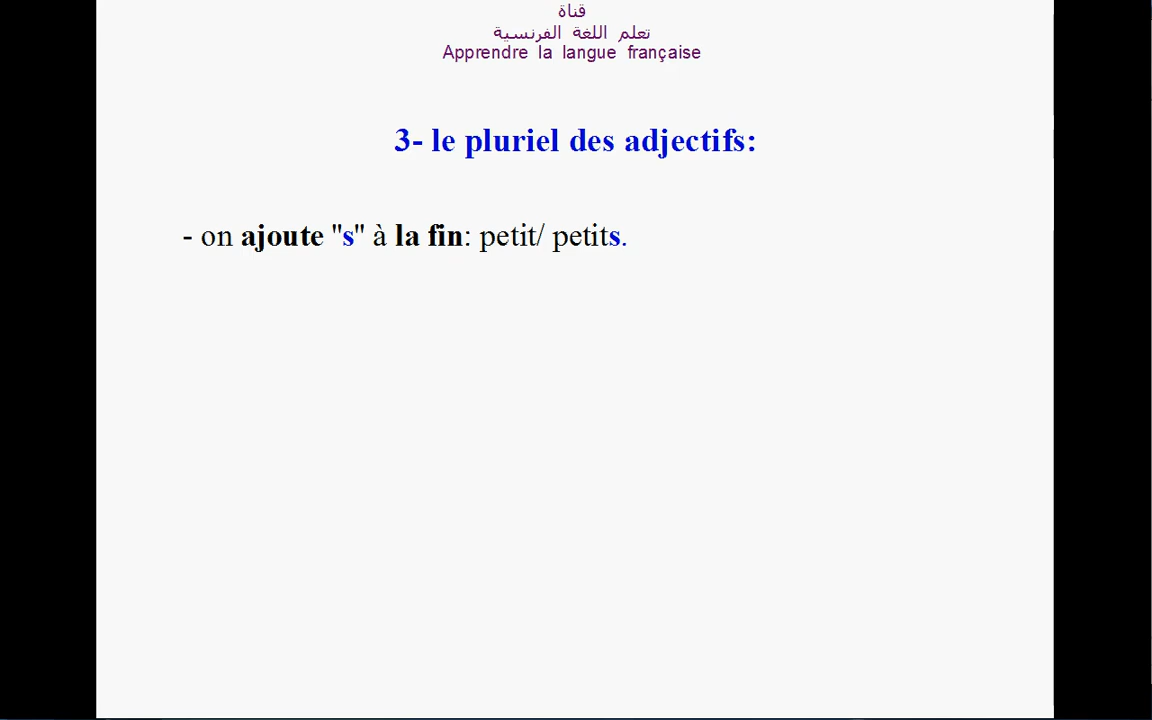 قناة
تعلم اللغة الفرنسية
Apprendre la langue française
3- le pluriel des adjectifs:
- on ajoute "s" à la fin: petit/ petits.